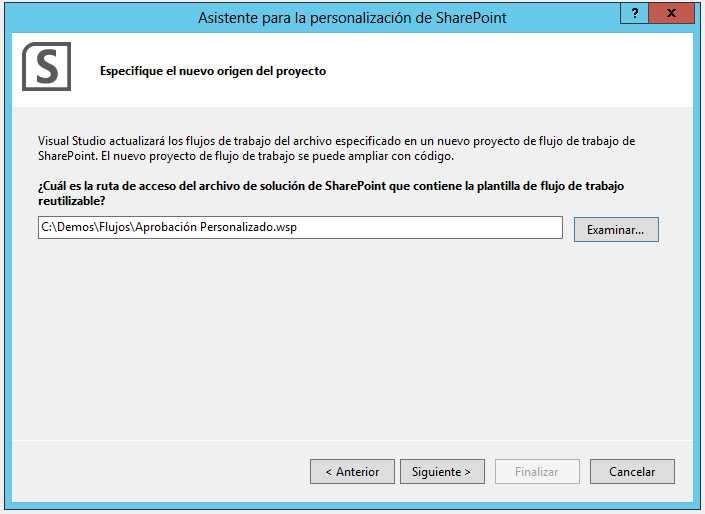 Asistente para la personalización de SharePoint
?
x
S
Especifique el nuevo origen del proyecto
Visual Studio actualizará los flujos de trabajo del archivo especificado en un nuevo proyecto de flujo de trabajo de
SharePoint. El nuevo proyecto de flujo de trabajo se puede ampliar con código.
¿Cuál es la ruta de acceso del archivo de solución de SharePoint que contiene la plantilla de flujo de trabajo
reutilizable?
C:\Demos\Flujos\Aprobación Personalizado.wsp
Examinar...
< Anterior
Siguiente >
Finalizar
Cancelar